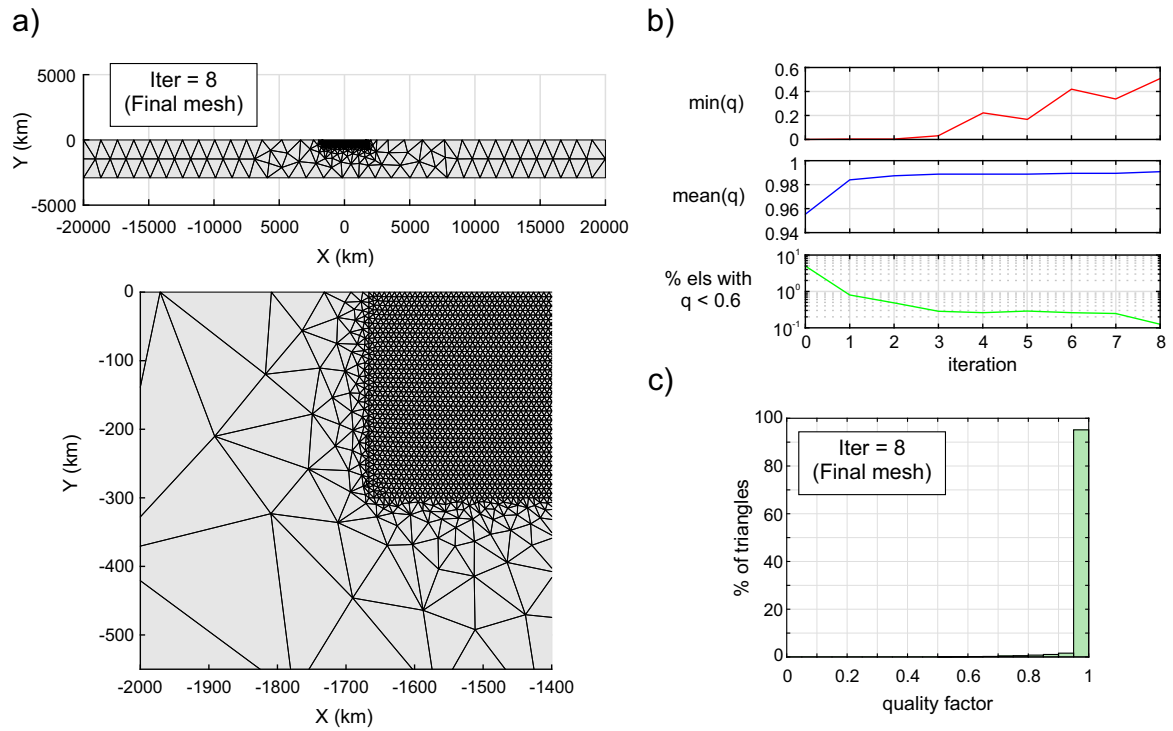 a)
Iter = 8
(Final mesh)
5000
0
-5000
Y (km)
-20000 -15000 -10000 -5000 0 5000 10000 15000 20000
X (km)
0
-100
-200
-300
-400
-500
Y (km)
-2000 -1900 -1800 -1700 -1600 -1500 -1400
X (km)
b)
min(q)
0.6
0.4
0.2
0
mean(q)
1
0.98
0.96
0.94
% els with
q < 0.6
10^1
10^0
10^-1
0 1 2 3 4 5 6 7 8
iteration
c)
Iter = 8
(Final mesh)
100
80
60
40
20
0
% of triangles
0 0.2 0.4 0.6 0.8 1
quality factor